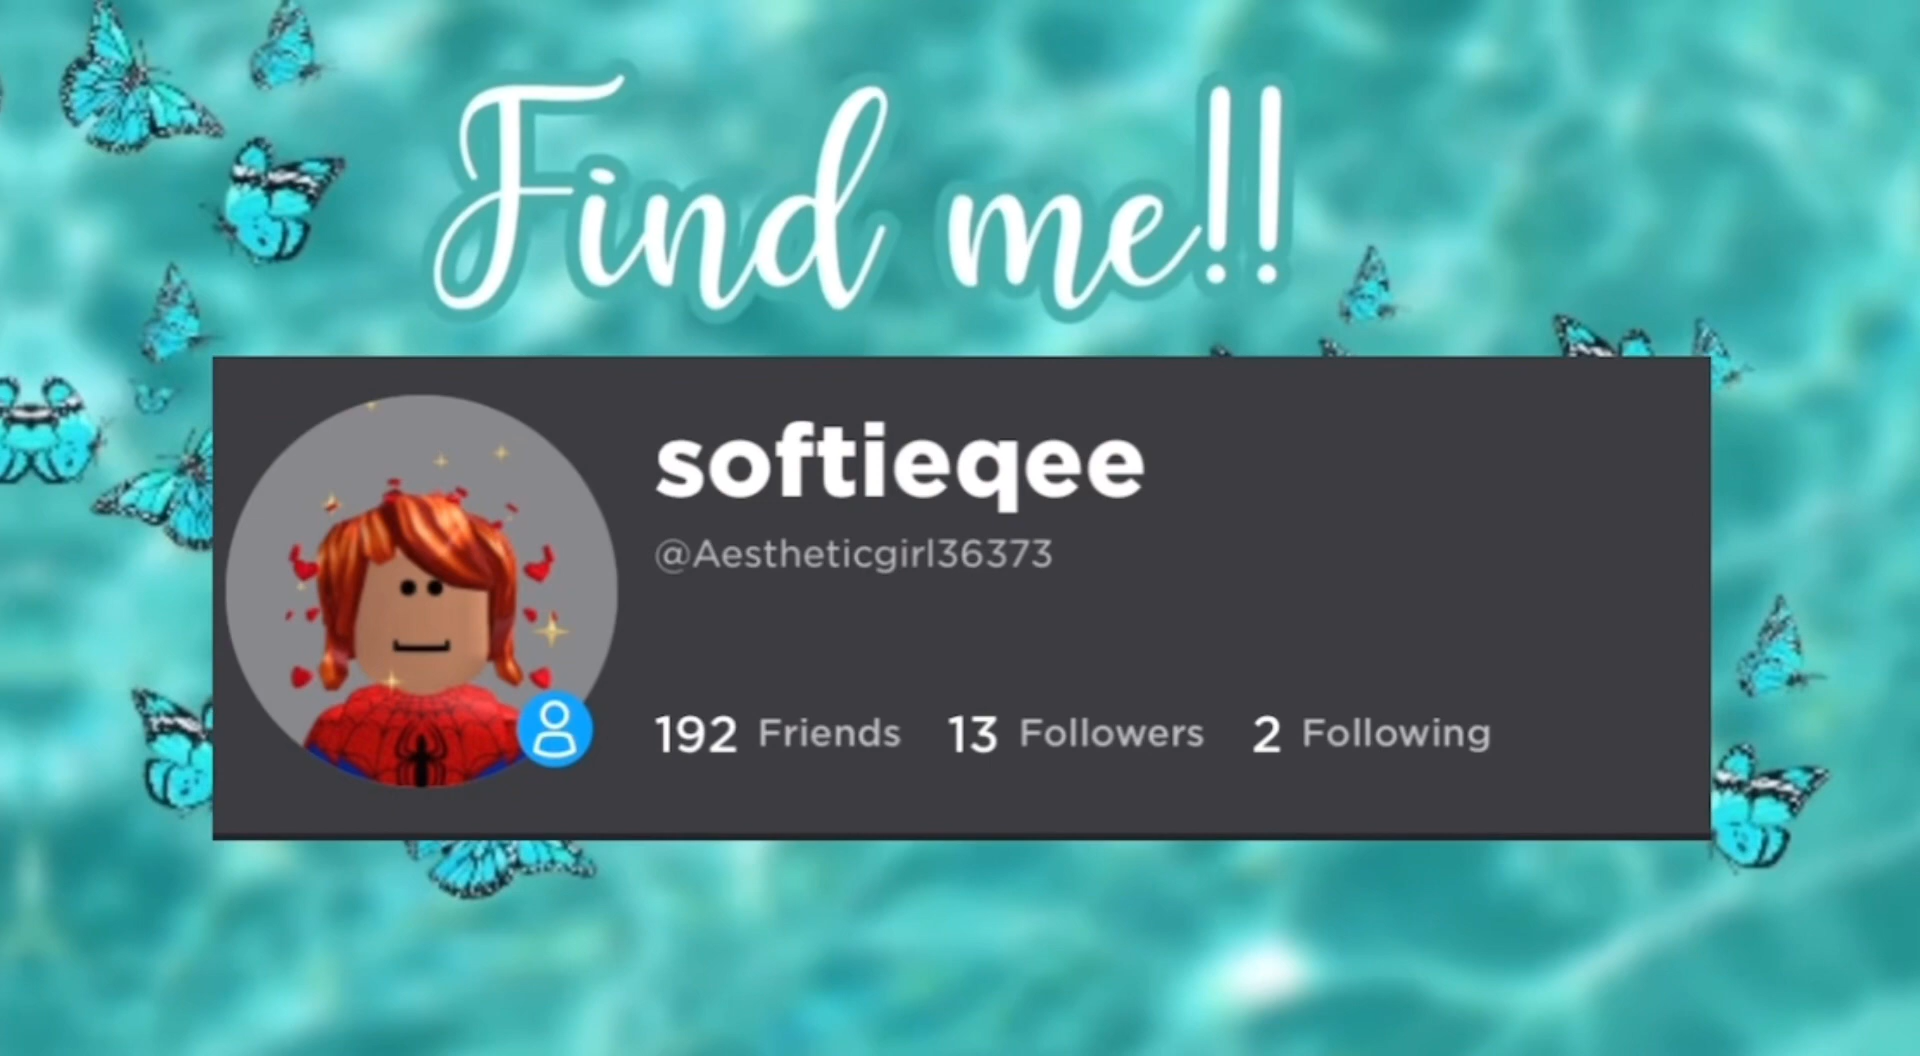 Find me!!
softieqee
@Aestheticgirl36373
192 Friends 13 Followers 2 Following